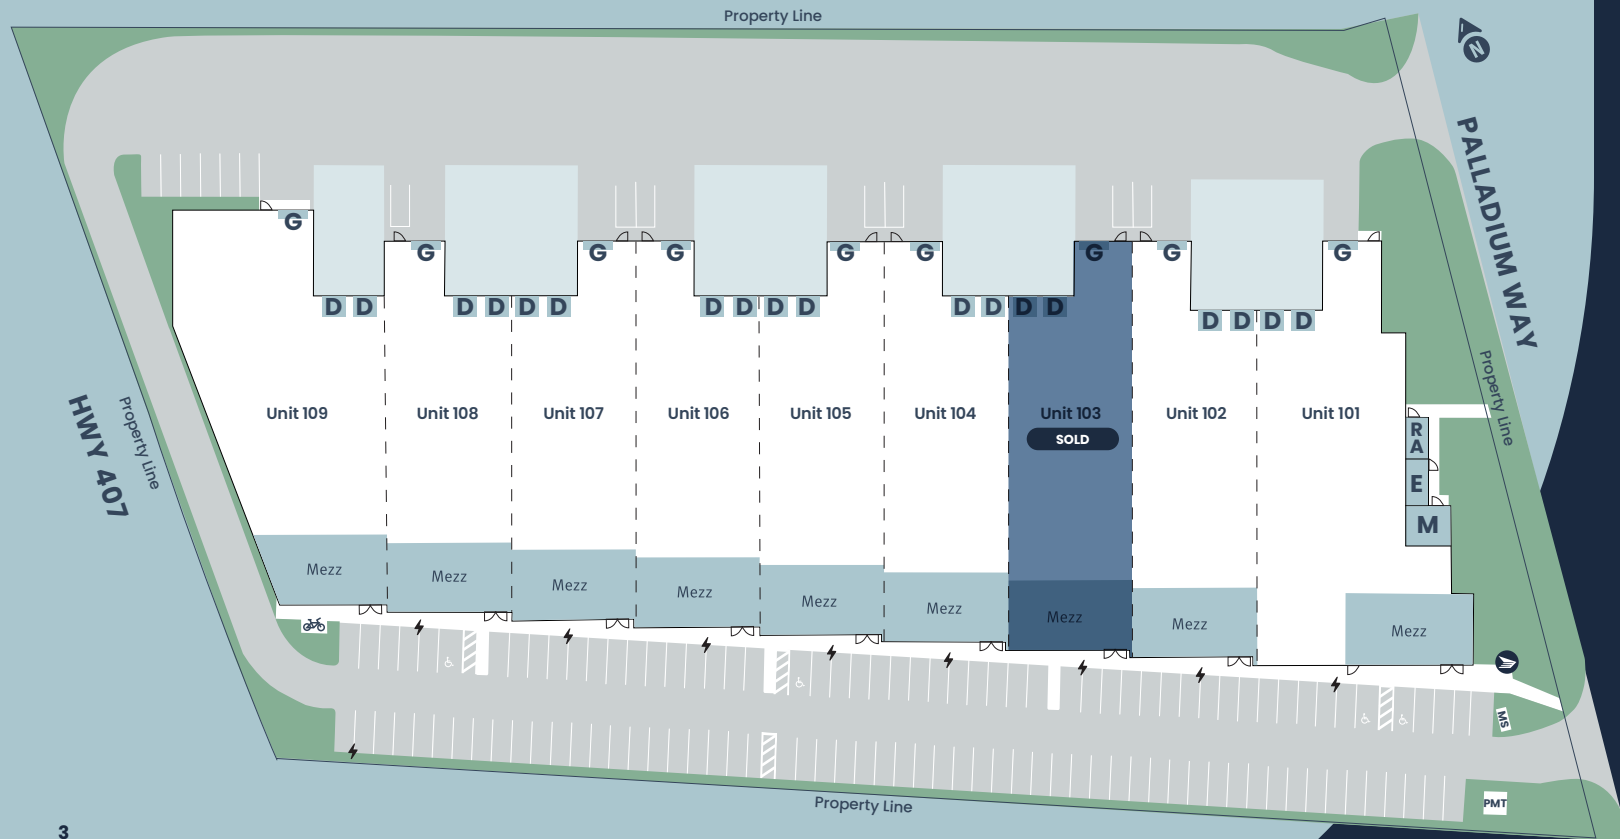 Property Line
N
PALLADIUM WAY
G
G
G
G
G
G
G
G
G
D D
D D D D
D D D D
D D D D
D D D D
Property Line
HWY 407
Property Line
Unit 109
Unit 108
Unit 107
Unit 106
Unit 105
Unit 104
Unit 103
SOLD
Unit 102
Unit 101
R
A
E
M
Mezz
Mezz
Mezz
Mezz
Mezz
Mezz
Mezz
Mezz
Mezz
MS
PMT
Property Line
3